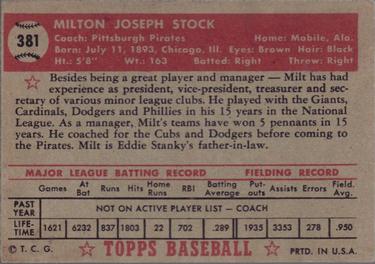 381
MILTON JOSEPH STOCK
Coach: Pittsburgh Pirates Home: Mobile, Ala.
Born: July 11, 1893, Chicago, Ill. Eyes: Brown Hair: Black
Ht.: 5'8" Wt.: 163 Batted: Right Threw: Right
Besides being a great player and manager — Milt has had
experience as president, vice-president, treasurer and sec-
retary of various minor league clubs. He played with the Giants,
Cardinals, Dodgers and Phillies in his 15 years in the National
League. As a manager, Milt's teams have won 5 pennants in 15
years. He coached for the Cubs and Dodgers before coming to
the Pirates. Milt is Eddie Stanky's father-in-law.
MAJOR LEAGUE BATTING RECORD FIELDING RECORD
Games At Bat Runs Hits Home Runs RBI Batting Average Put-outs Assists Errors Field. Avg.
PAST YEAR NOT ON ACTIVE PLAYER LIST – COACH
LIFE-TIME 1621 6232 837 1803 22 702 .289 1935 3353 278 .950
© T. C. G. TOPPS BASEBALL PRTD. IN U.S.A.